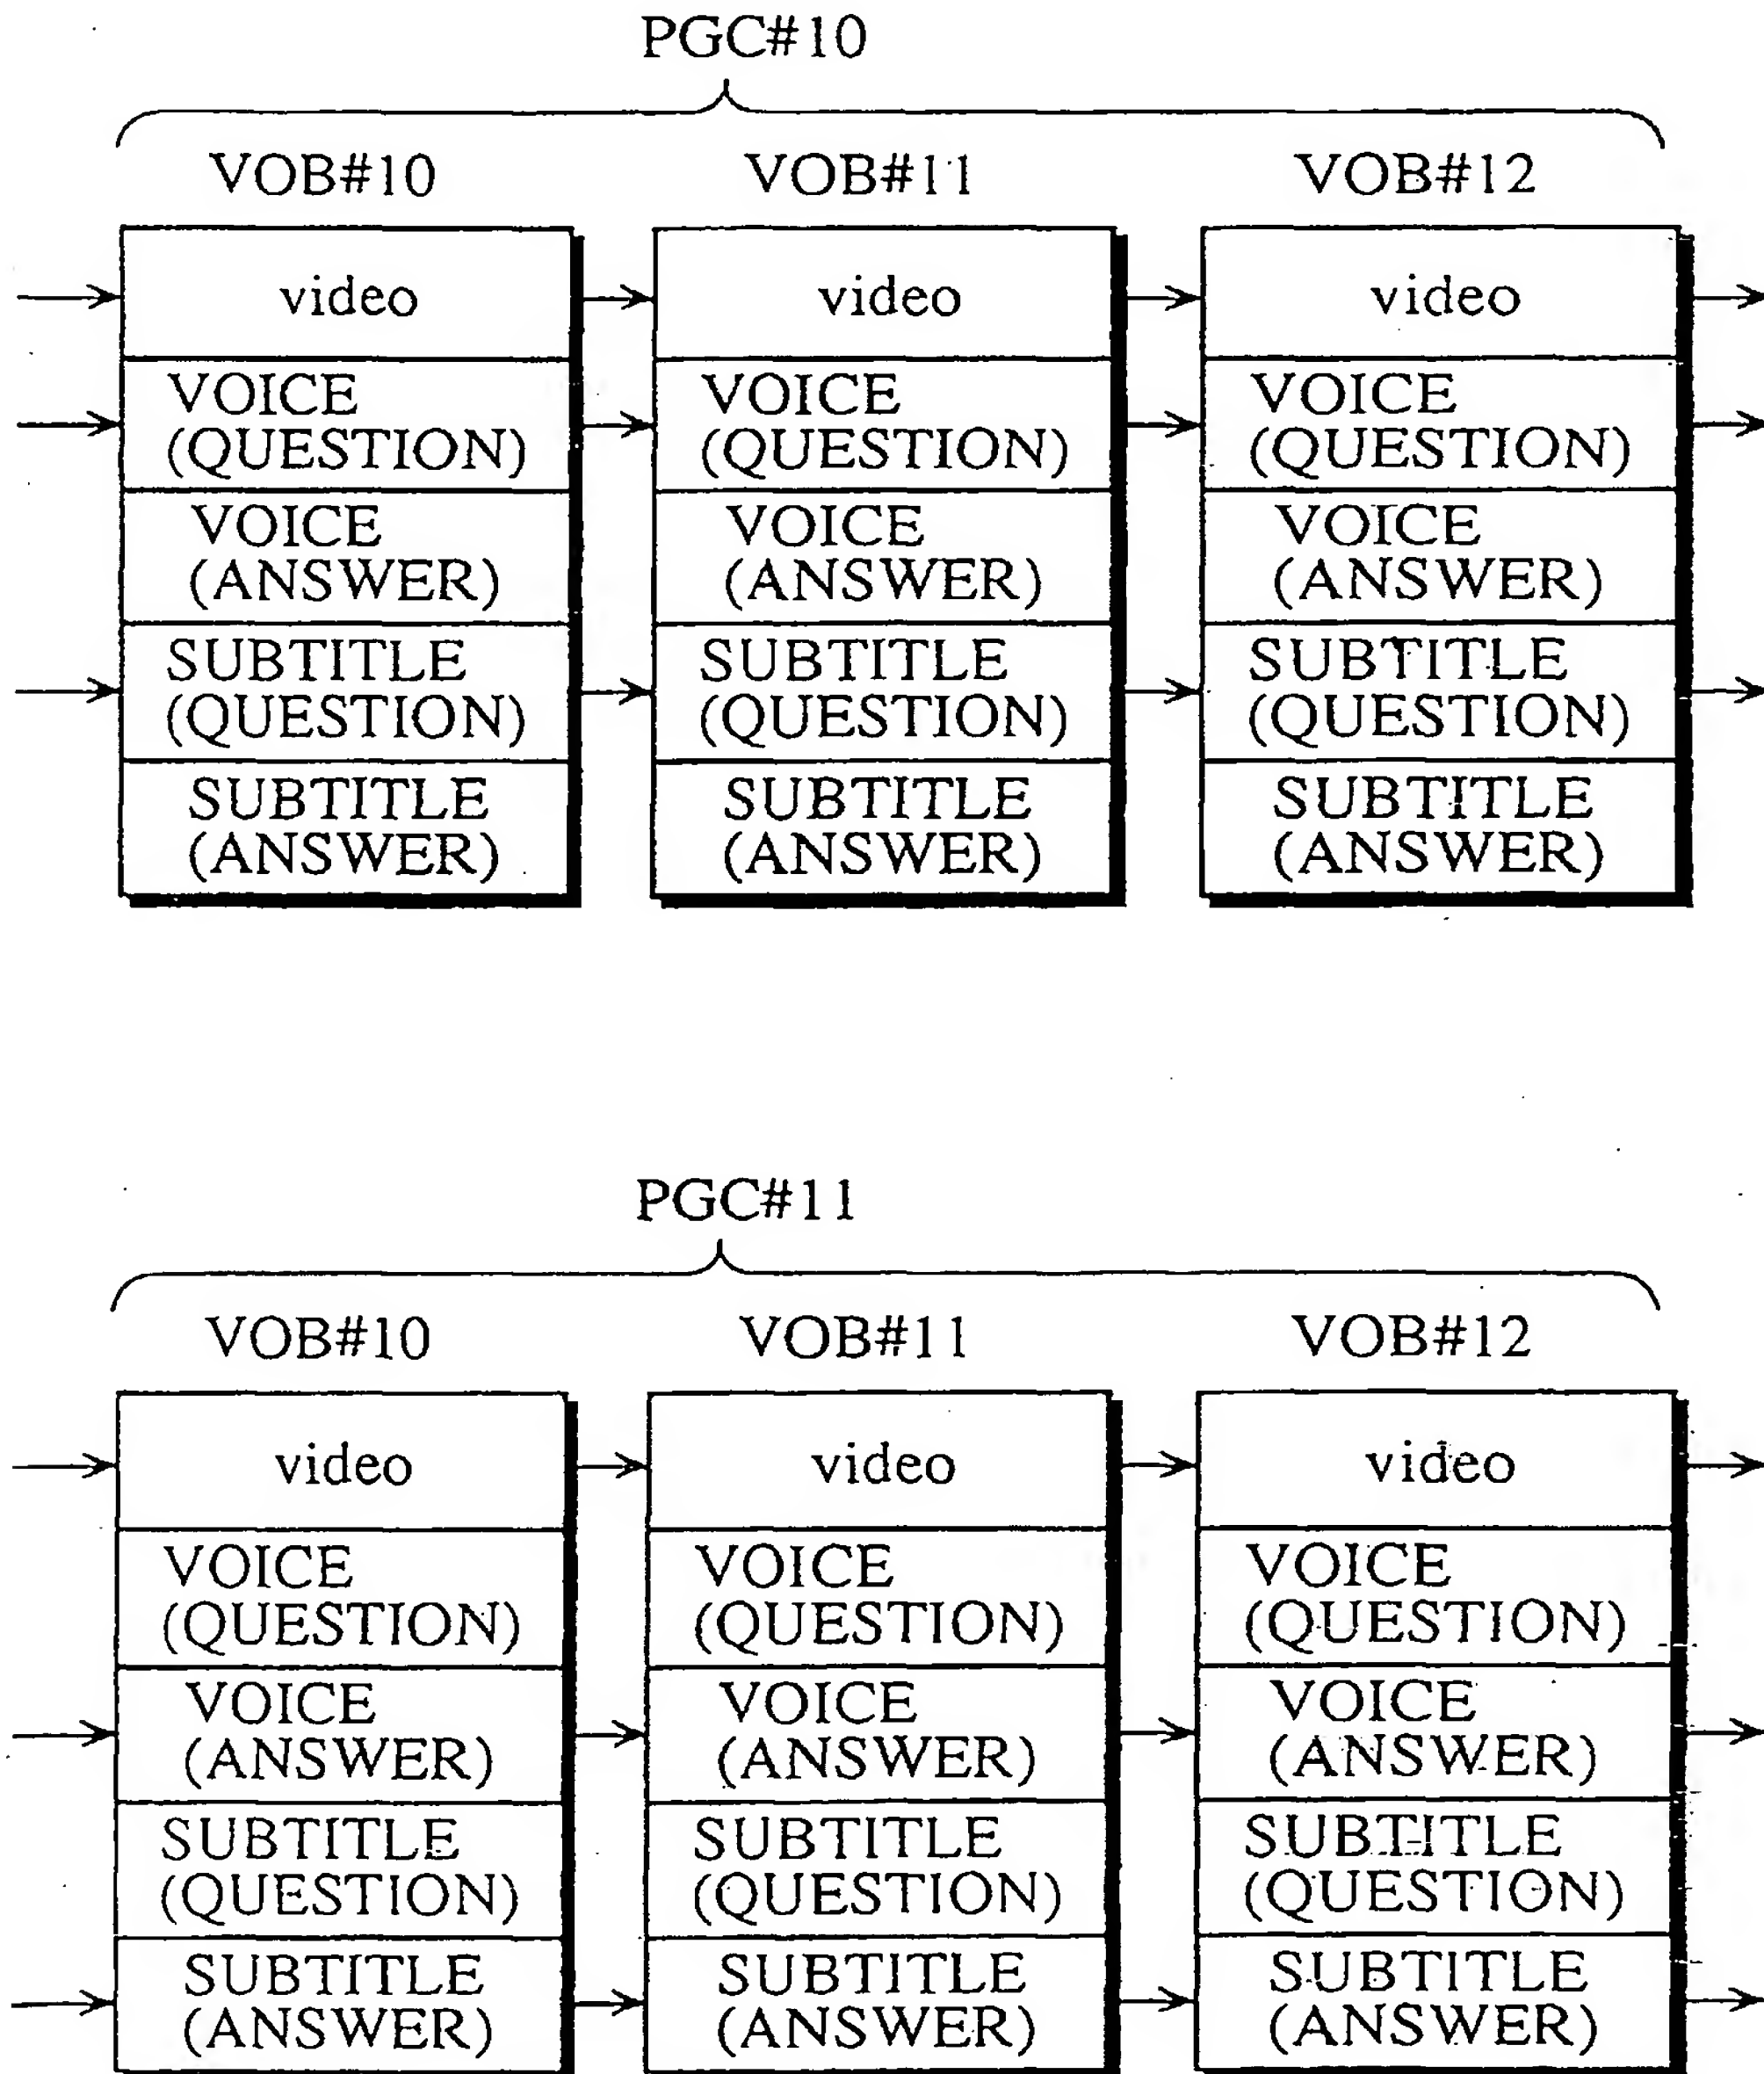 PGC#10
VOB#10 VOB#11 VOB#12
video video video
VOICE VOICE VOICE
(QUESTION) (QUESTION) (QUESTION)
VOICE VOICE VOICE
(ANSWER) (ANSWER) (ANSWER)
SUBTITLE SUBTITLE SUBTITLE
(QUESTION) (QUESTION) (QUESTION)
SUBTITLE SUBTITLE SUBTITLE
(ANSWER) (ANSWER) (ANSWER)
PGC#11
VOB#10 VOB#11 VOB#12
video video video
VOICE VOICE VOICE
(QUESTION) (QUESTION) (QUESTION)
VOICE VOICE VOICE
(ANSWER) (ANSWER) (ANSWER)
SUBTITLE SUBTITLE SUBTITLE
(QUESTION) (QUESTION) (QUESTION)
SUBTITLE SUBTITLE SUBTITLE
(ANSWER) (ANSWER) (ANSWER)